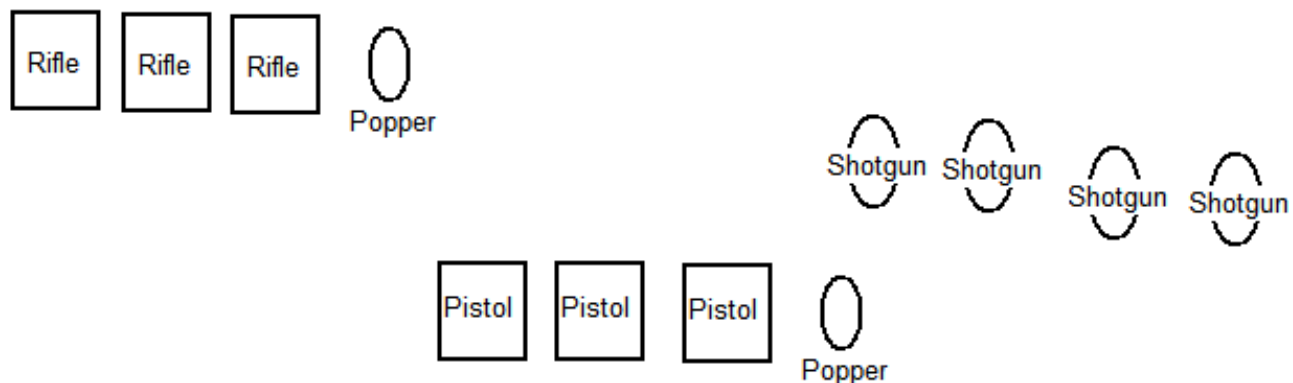 Rifle Rifle Rifle
Popper
Shotgun Shotgun Shotgun Shotgun
Pistol Pistol Pistol
Popper